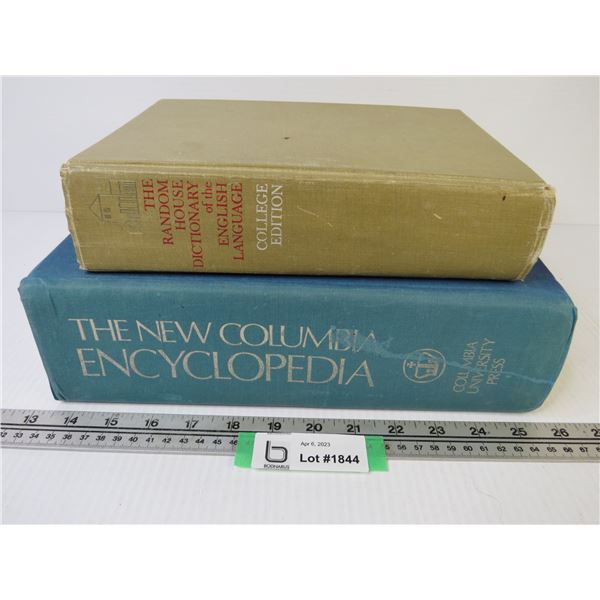 THE
RANDOM
HOUSE
DICTIONARY
of the
ENGLISH
LANGUAGE
COLLEGE
EDITION
THE NEW COLUMBIA
ENCYCLOPEDIA
COLUMBIA
UNIVERSITY
PRESS
13 14 15 16 17 18 19 20 21 22 23 24 25 26
Apr 6, 2023
b
BODNARUS
Lot #1844